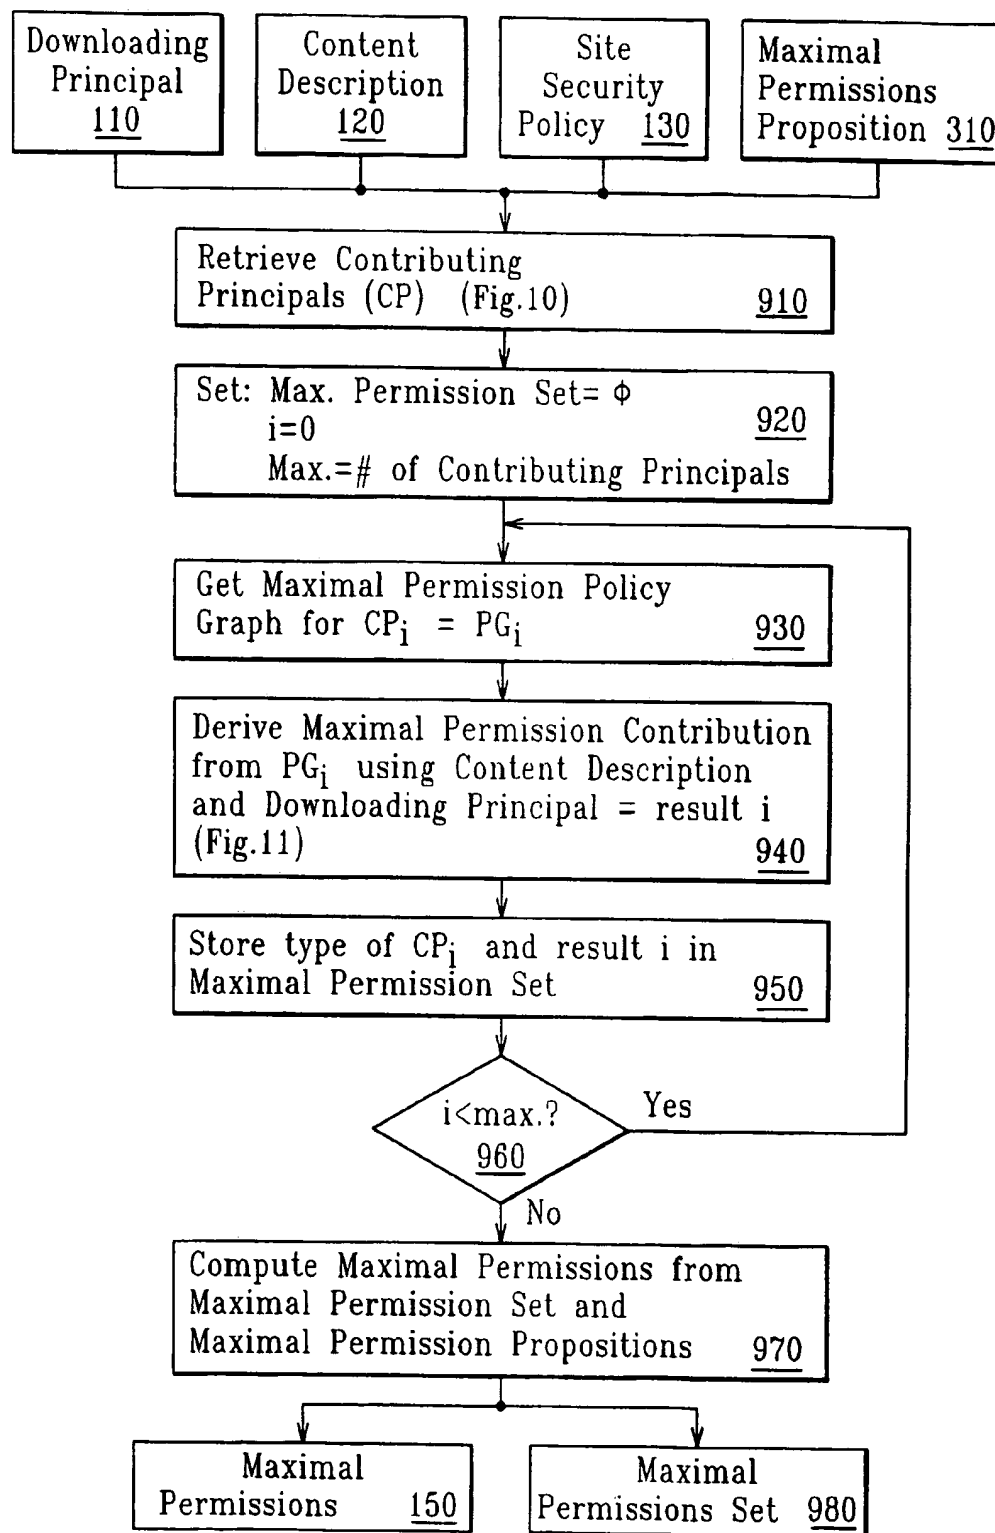 Downloading
Principal
110
Content
Description
120
Site
Security
Policy 130
Maximal
Permissions
Proposition 310
Retrieve Contributing
Principals (CP) (Fig.10) 910
Set: Max. Permission Set= Φ
i=0 920
Max.=# of Contributing Principals
Get Maximal Permission Policy
Graph for CPi = PGi 930
Derive Maximal Permission Contribution
from PGi using Content Description
and Downloading Principal = result i
(Fig.11) 940
Store type of CPi and result i in
Maximal Permission Set 950
i<max.?
960
Yes
No
Compute Maximal Permissions from
Maximal Permission Set and
Maximal Permission Propositions 970
Maximal
Permissions 150
Maximal
Permissions Set 980